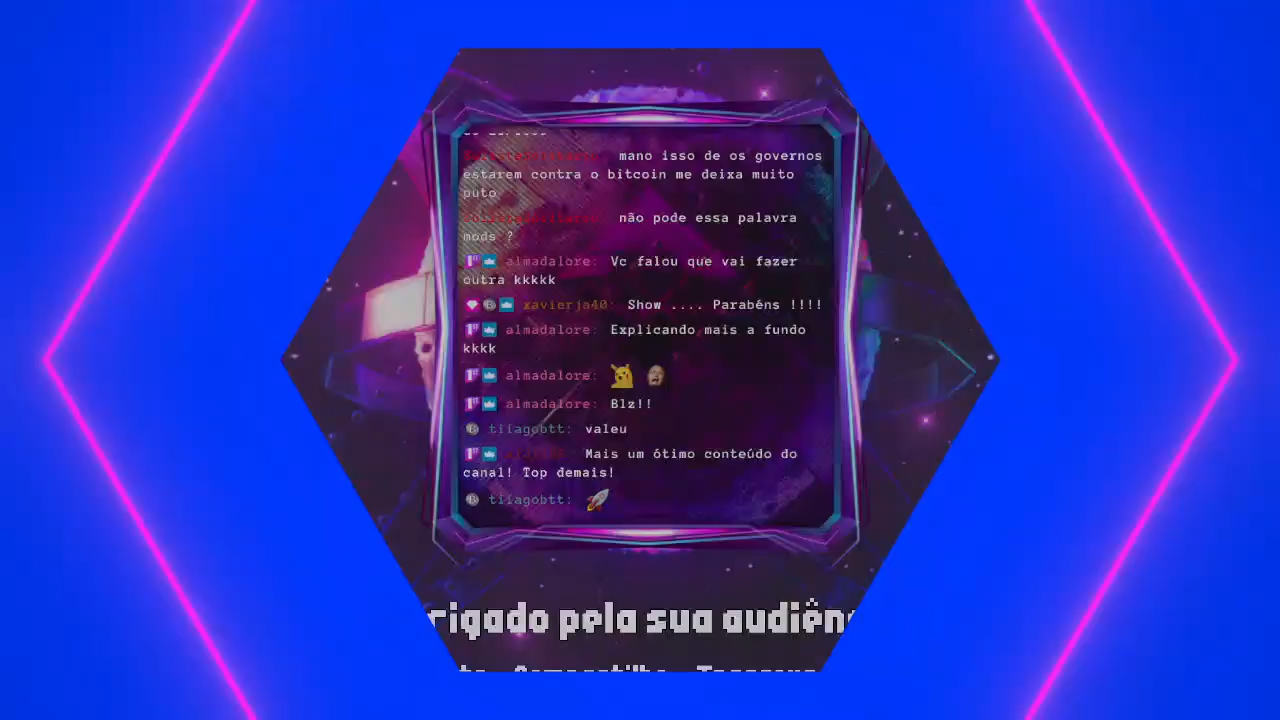 mano isso de os governos
estarem contra o bitcoin me deixa muito
puto
não pode essa palavra
mods ?
almadalore: Vc falou que vai fazer
outra kkkkk
xavierja40: Show .... Parabéns !!!!
almadalore: Explicando mais a fundo
kkkk
almadalore:
almadalore: Blz!!
tiiagobtt: valeu
Mais um ótimo conteúdo do
canal! Top demais!
tiiagobtt:
rigado pela sua audiên